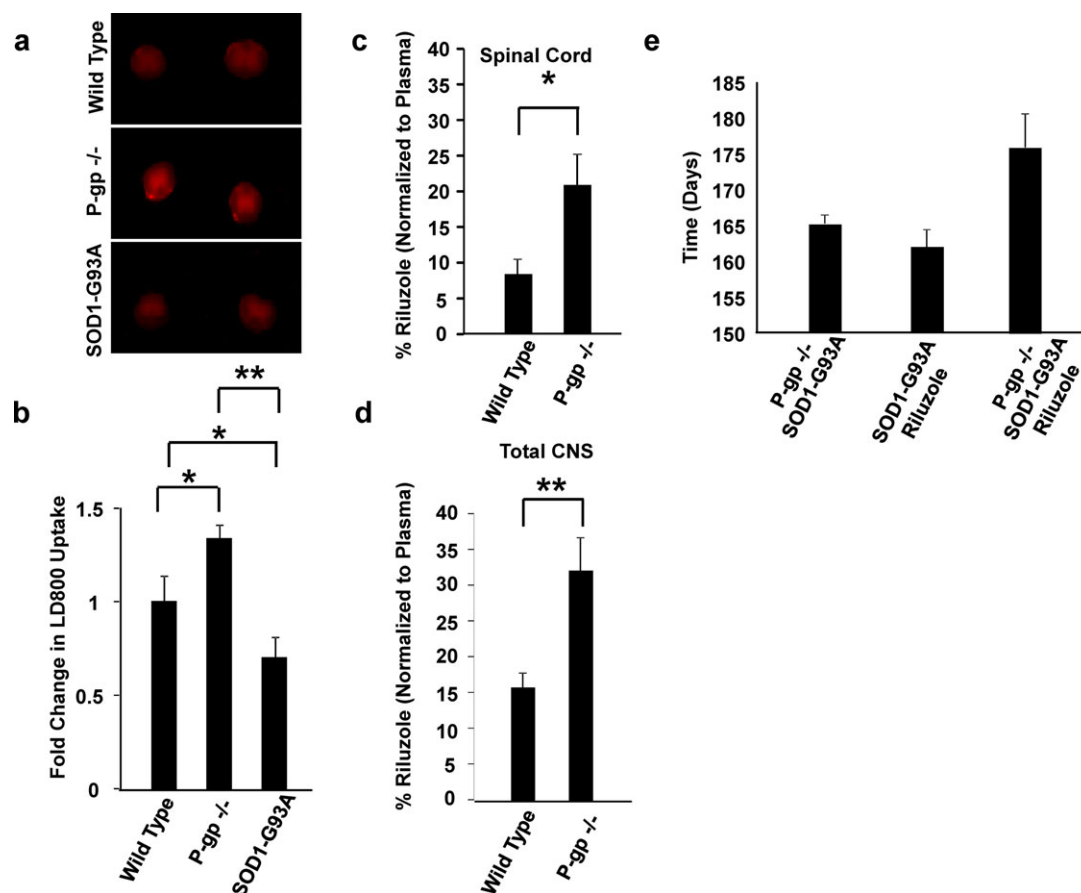 a
Wild Type
P-gp -/-
SOD1-G93A
b
**
*
*
Fold Change in LD800 Uptake
1.5
1
0.5
0
Wild Type
P-gp -/-
SOD1-G93A
c
Spinal Cord
*
% Riluzole (Normalized to Plasma)
40
35
30
25
20
15
10
5
0
Wild Type
P-gp -/-
d
Total CNS
**
% Riluzole (Normalized to Plasma)
40
35
30
25
20
15
10
5
0
Wild Type
P-gp -/-
e
Time (Days)
185
180
175
170
165
160
155
150
P-gp -/-
SOD1-G93A
SOD1-G93A
Riluzole
P-gp -/-
SOD1-G93A
Riluzole